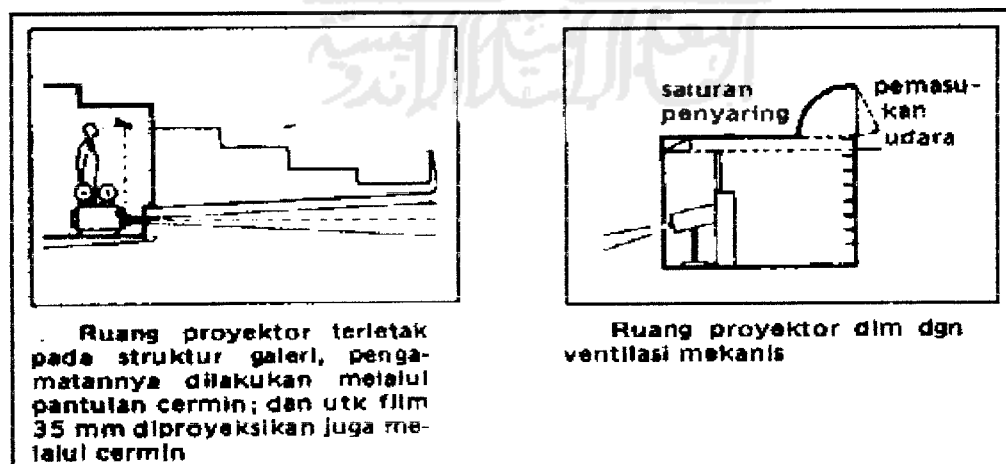 Ruang proyektor terletak
pada struktur galeri, penga-
matannya dilakukan melalui
pantulan cermin; dan utk film
35 mm diproyeksikan juga me-
lalui cermin
saturan
penyaring
pemasu-
kan
udara
Ruang proyektor dlm dgn
ventilasi mekanis